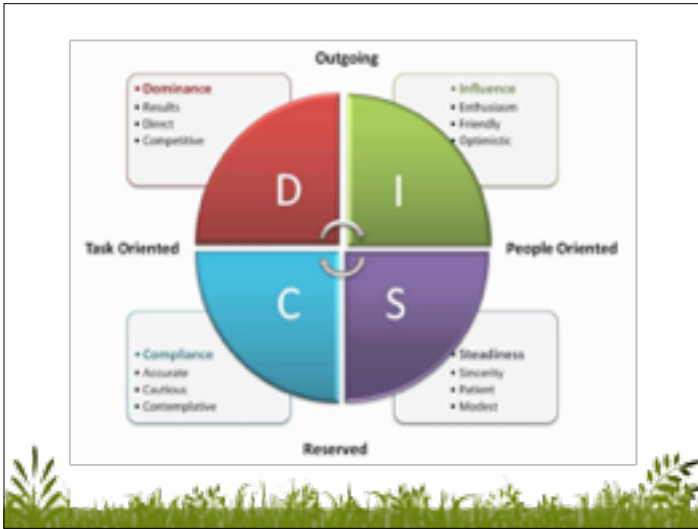 Outgoing
• Dominance
• Results
• Direct
• Competitive
• Influence
• Enthusiasm
• Friendly
• Optimistic
D
I
Task Oriented
People Oriented
C
S
• Compliance
• Accurate
• Cautious
• Contemplative
• Steadiness
• Sincerity
• Patient
• Modest
Reserved